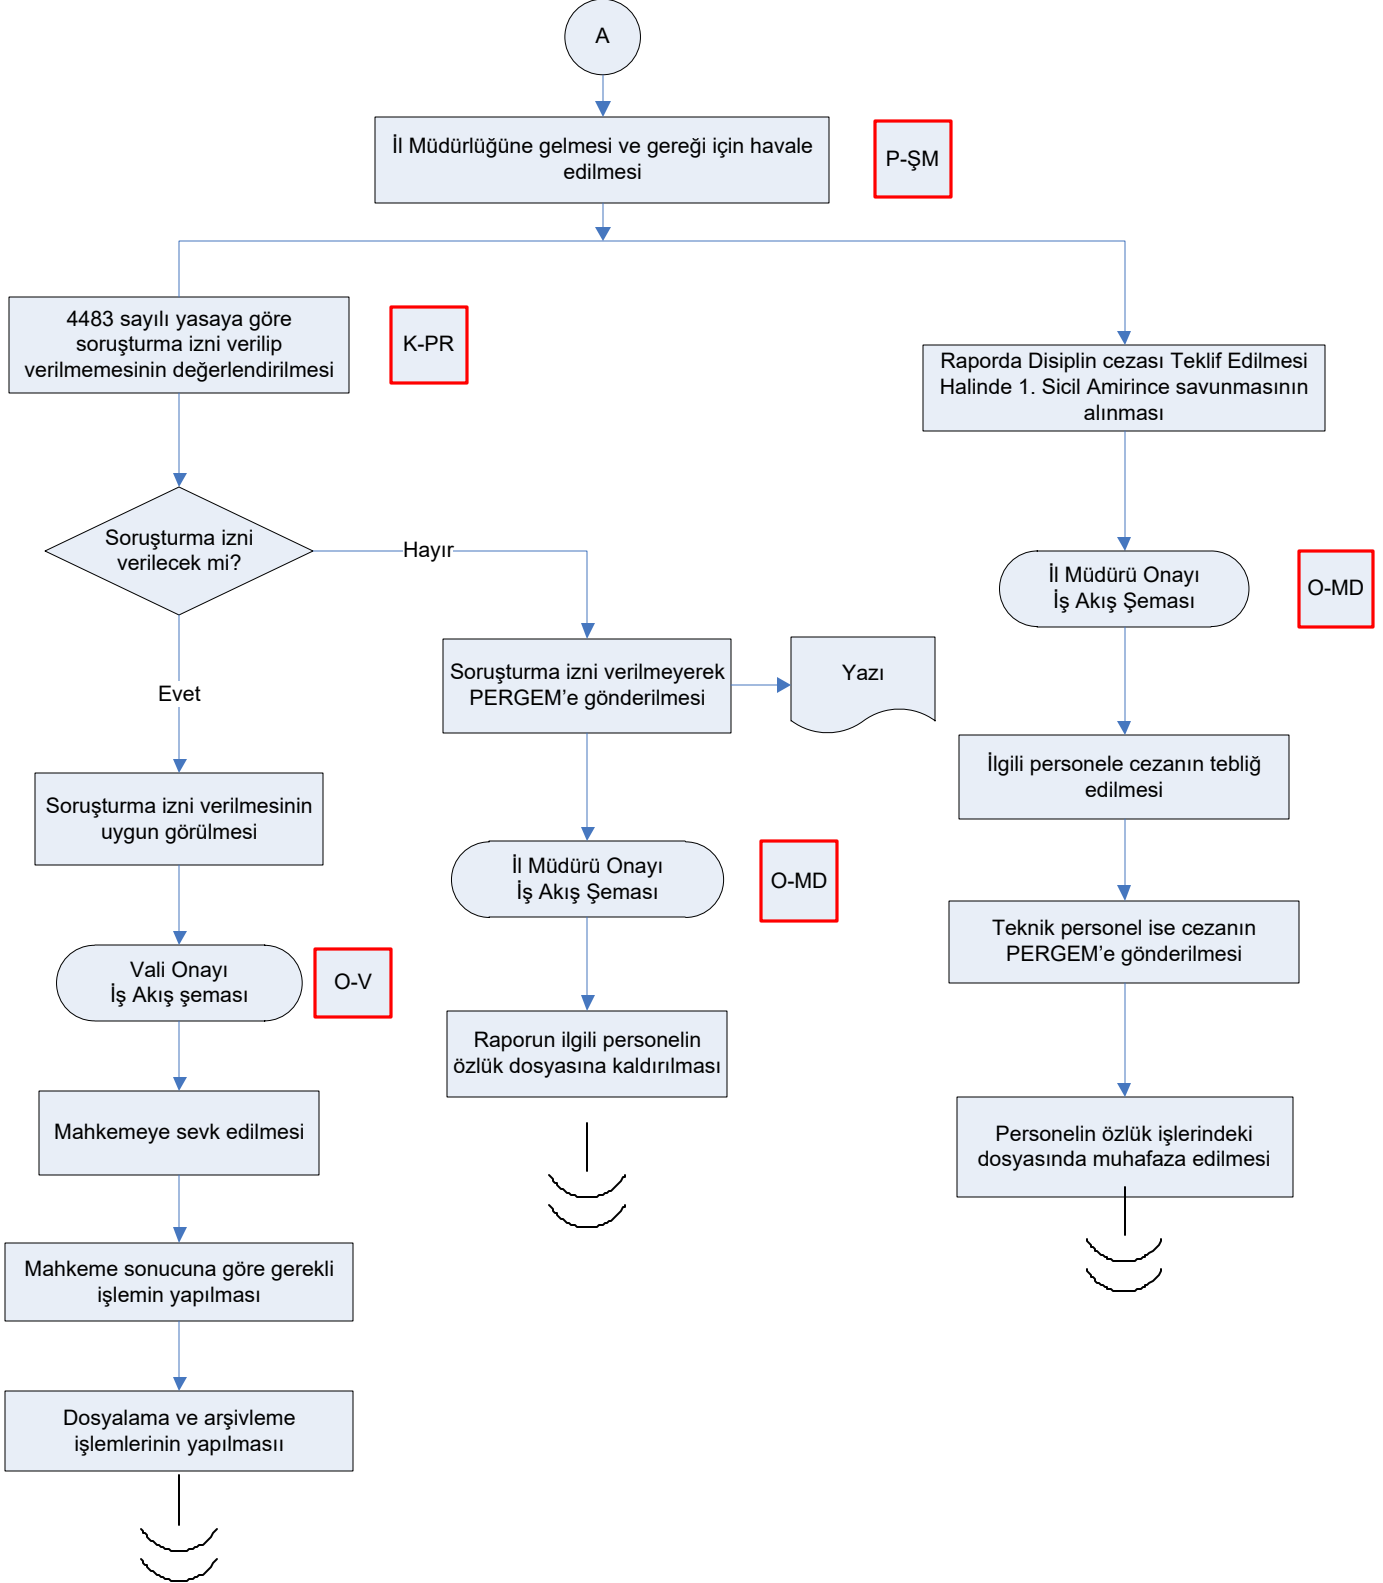 A
İl Müdürlüğüne gelmesi ve gereği için havale
edilmesi
P-ŞM
4483 sayılı yasaya göre
soruşturma izni verilip
verilmemesinin değerlendirilmesi
K-PR
Raporda Disiplin cezası Teklif Edilmesi
Halinde 1. Sicil Amirince savunmasının
alınması
Soruşturma izni
verilecek mi?
Hayır
İl Müdürü Onayı
İş Akış Şeması
O-MD
Evet
Soruşturma izni verilmeyerek
PERGEM’e gönderilmesi
Yazı
İlgili personele cezanın tebliğ
edilmesi
Soruşturma izni verilmesinin
uygun görülmesi
İl Müdürü Onayı
İş Akış Şeması
O-MD
Teknik personel ise cezanın
PERGEM’e gönderilmesi
Vali Onayı
İş Akış şeması
O-V
Raporun ilgili personelin
özlük dosyasına kaldırılması
Mahkemeye sevk edilmesi
Personelin özlük işlerindeki
dosyasında muhafaza edilmesi
Mahkeme sonucuna göre gerekli
işlemin yapılması
Dosyalama ve arşivleme
işlemlerinin yapılmasıı